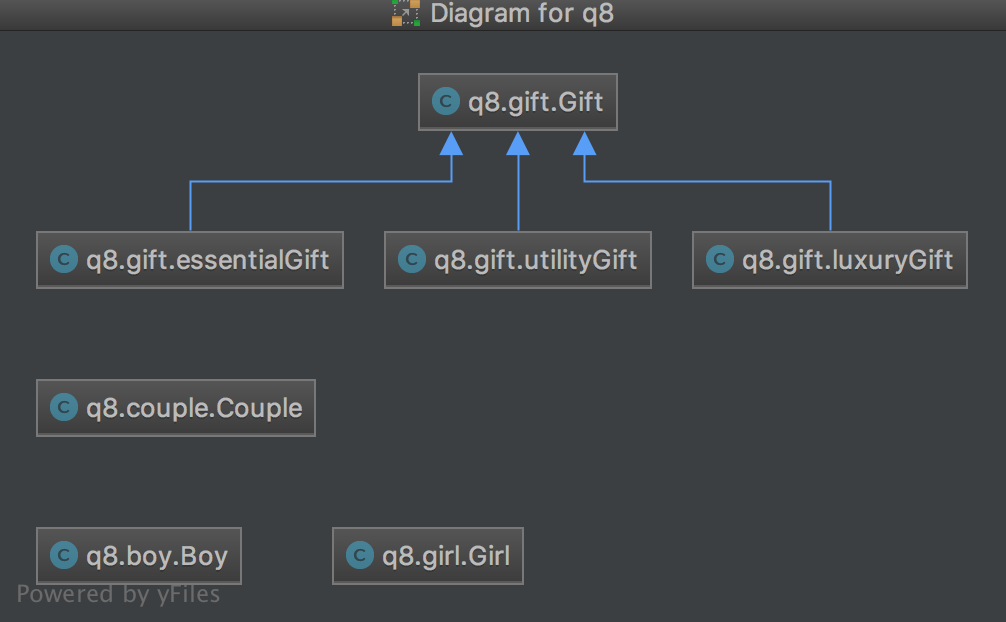 Diagram for q8
C q8.gift.Gift
C q8.gift.essentialGift
C q8.gift.utilityGift
C q8.gift.luxuryGift
C q8.couple.Couple
C q8.boy.Boy
C q8.girl.Girl
Powered by yFiles